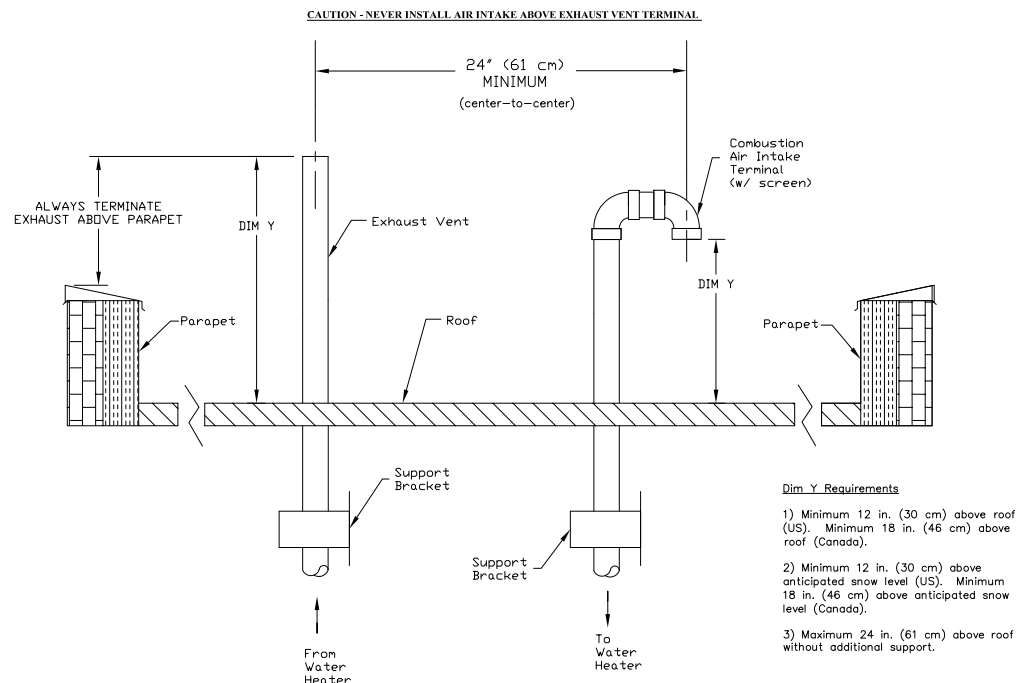 CAUTION - NEVER INSTALL AIR INTAKE ABOVE EXHAUST VENT TERMINAL
24" (61 cm)
MINIMUM
(center-to-center)
Combustion
Air Intake
Terminal
(w/ screen)
ALWAYS TERMINATE
EXHAUST ABOVE PARAPET
DIM Y
Exhaust Vent
DIM Y
Parapet
Roof
Parapet
Support
Bracket
Support
Bracket
From
Water
Heater
To
Water
Heater
Dim Y Requirements
1) Minimum 12 in. (30 cm) above roof
(US). Minimum 18 in. (46 cm) above
roof (Canada).
2) Minimum 12 in. (30 cm) above
anticipated snow level (US). Minimum
18 in. (46 cm) above anticipated snow
level (Canada).
3) Maximum 24 in. (61 cm) above roof
without additional support.